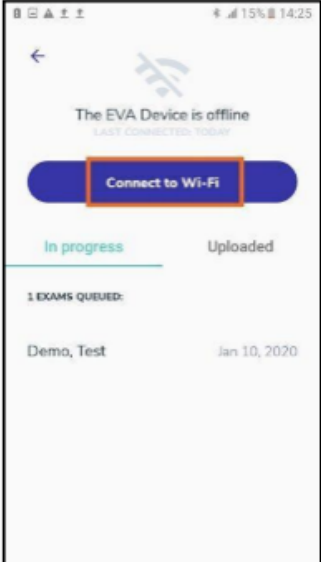 15% 14:25
The EVA Device is offline
LAST CONNECTED: TODAY
Connect to Wi-Fi
In progress Uploaded
1 EXAMS QUEUED:
Demo, Test Jan 10, 2020